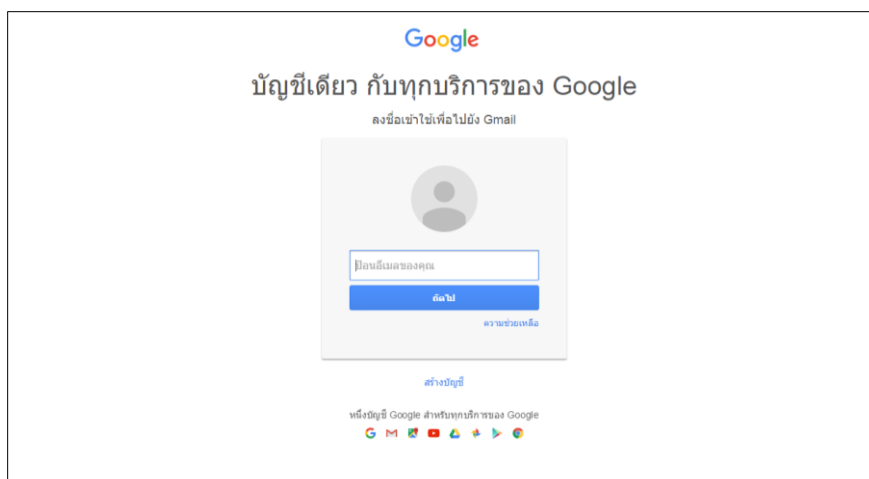 Google
บัญชีเดียว กับทุกบริการของ Google
ลงชื่อเข้าใช้เพื่อไปยัง Gmail
ป้อนอีเมลของคุณ
ถัดไป
ความช่วยเหลือ
สร้างบัญชี
หนึ่งบัญชี Google สำหรับทุกบริการของ Google